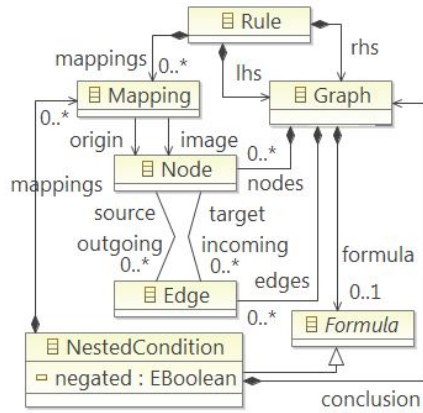 Rule
mappings
0..*
lhs
rhs
Mapping
Graph
0..*
origin
image
mappings
Node
0..*
nodes
source
target
outgoing
incoming
0..*
0..*
formula
edges
Edge
0..*
0..1
Formula
NestedCondition
negated : EBoolean
conclusion